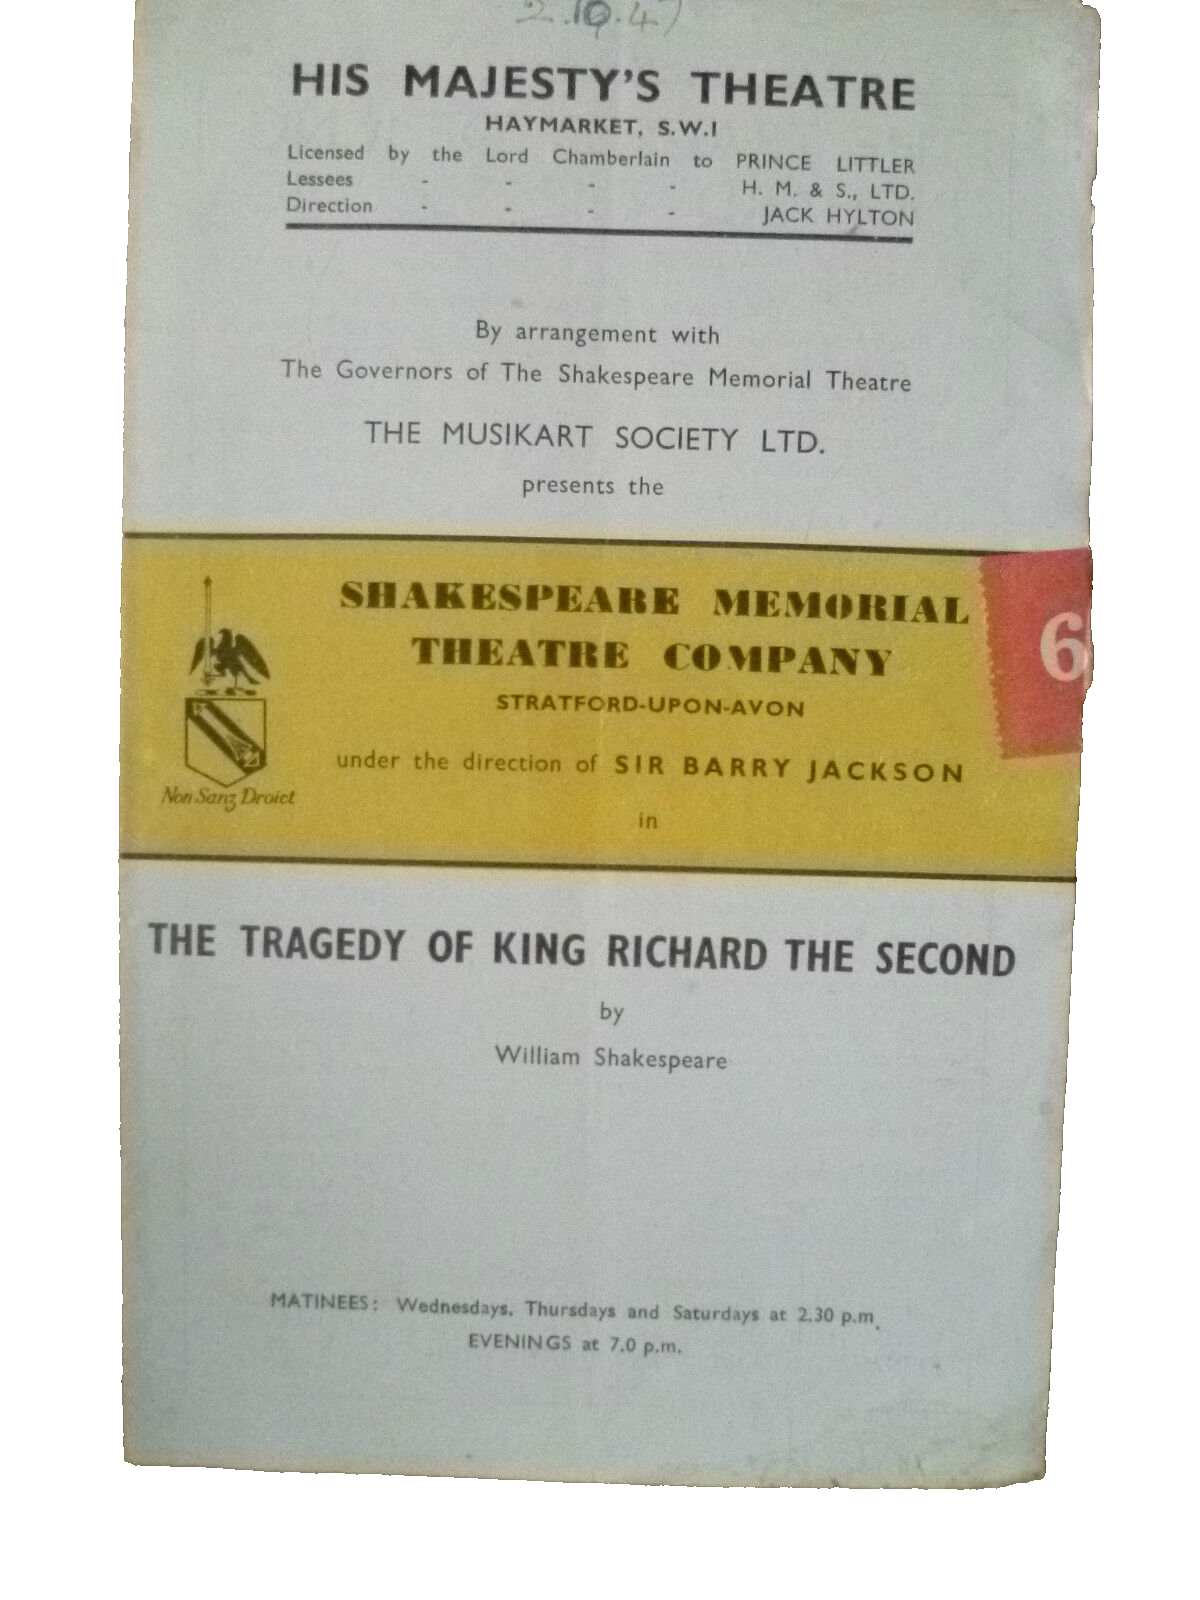 2.10.47
HIS MAJESTY'S THEATRE
HAYMARKET, S.W.1
Licensed by the Lord Chamberlain to PRINCE LITTLER
Lessees - - - - H. M. & S., LTD.
Direction - - - - JACK HYLTON
By arrangement with
The Governors of The Shakespeare Memorial Theatre
THE MUSIKART SOCIETY LTD.
presents the
SHAKESPEARE MEMORIAL
THEATRE COMPANY
6
STRATFORD-UPON-AVON
under the direction of SIR BARRY JACKSON
Non Sanz Droict
in
THE TRAGEDY OF KING RICHARD THE SECOND
by
William Shakespeare
MATINEES: Wednesdays, Thursdays and Saturdays at 2.30 p.m.
EVENINGS at 7.0 p.m.